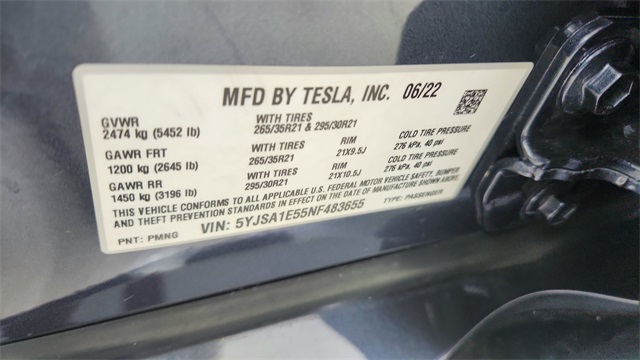 MFD BY TESLA, INC. 06/22
GVWR
2474 kg (5452 lb)
WITH TIRES
265/35R21 & 295/30R21
GAWR FRT
1200 kg (2645 lb)
WITH TIRES
265/35R21
RIM
21X9.5J
COLD TIRE PRESSURE
276 kPa, 40 psi
GAWR RR
1450 kg (3196 lb)
WITH TIRES
295/30R21
RIM
21X10.5J
COLD TIRE PRESSURE
276 kPa, 40 psi
THIS VEHICLE CONFORMS TO ALL APPLICABLE U.S. FEDERAL MOTOR VEHICLE SAFETY, BUMPER
AND THEFT PREVENTION STANDARDS IN EFFECT ON THE DATE OF MANUFACTURE SHOWN ABOVE.
PNT: PMNG
VIN: 5YJSA1E55NF483655
TYPE: PASSENGER